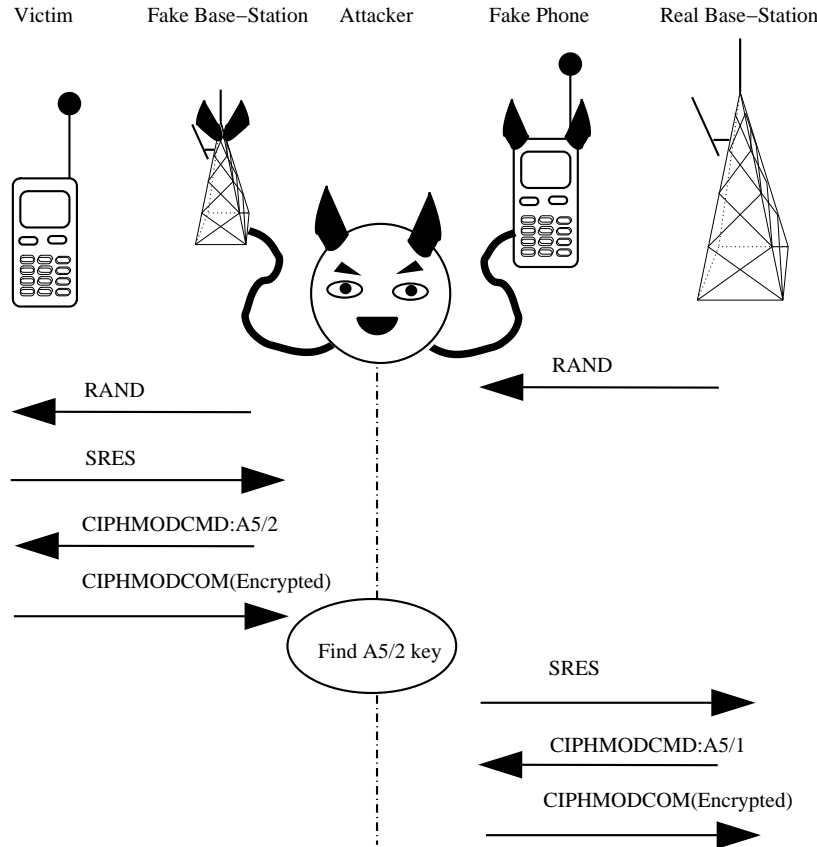 Victim Fake Base−Station Attacker Fake Phone Real Base−Station
RAND
RAND
SRES
CIPHMODCMD:A5/2
CIPHMODCOM(Encrypted)
Find A5/2 key
SRES
CIPHMODCMD:A5/1
CIPHMODCOM(Encrypted)